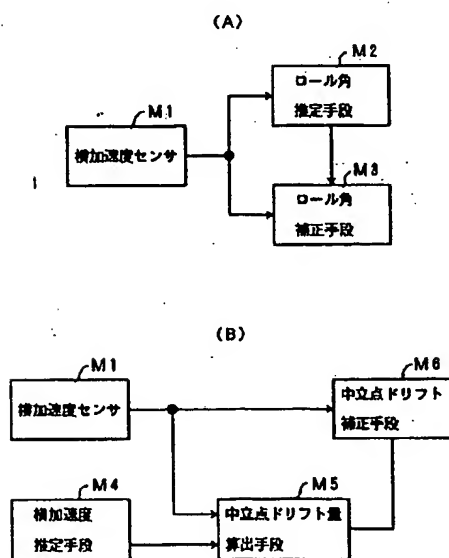 (A)
M2
ロール角
推定手段
M1
横加速度センサ
M3
ロール角
補正手段
(B)
M1
横加速度センサ
M6
中立点ドリフト
補正手段
M4
横加速度
推定手段
M5
中立点ドリフト量
算出手段